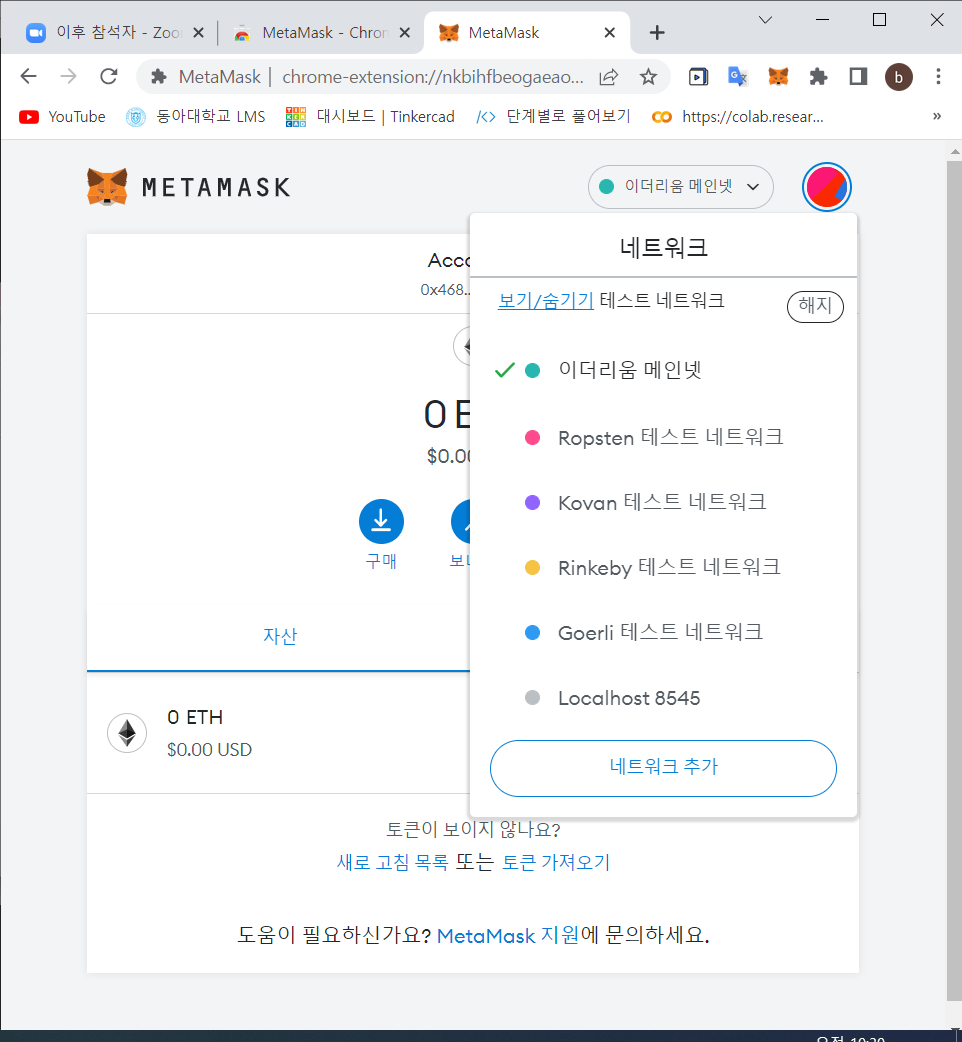 이후 참석자 - Zoo
MetaMask - Chron
MetaMask
MetaMask | chrome-extension://nkbihfbeogaeao...
b
YouTube
동아대학교 LMS
TINKERCAD
대시보드 | Tinkercad
단계별로 풀어보기
https://colab.resear...
»
METAMASK
이더리움 메인넷
Acco
0x468..
0 E
$0.00
구매
보내
자산
0 ETH
$0.00 USD
네트워크
보기/숨기기 테스트 네트워크
해지
이더리움 메인넷
Ropsten 테스트 네트워크
Kovan 테스트 네트워크
Rinkeby 테스트 네트워크
Goerli 테스트 네트워크
Localhost 8545
네트워크 추가
토큰이 보이지 않나요?
새로 고침 목록 또는 토큰 가져오기
도움이 필요하신가요? MetaMask 지원에 문의하세요.